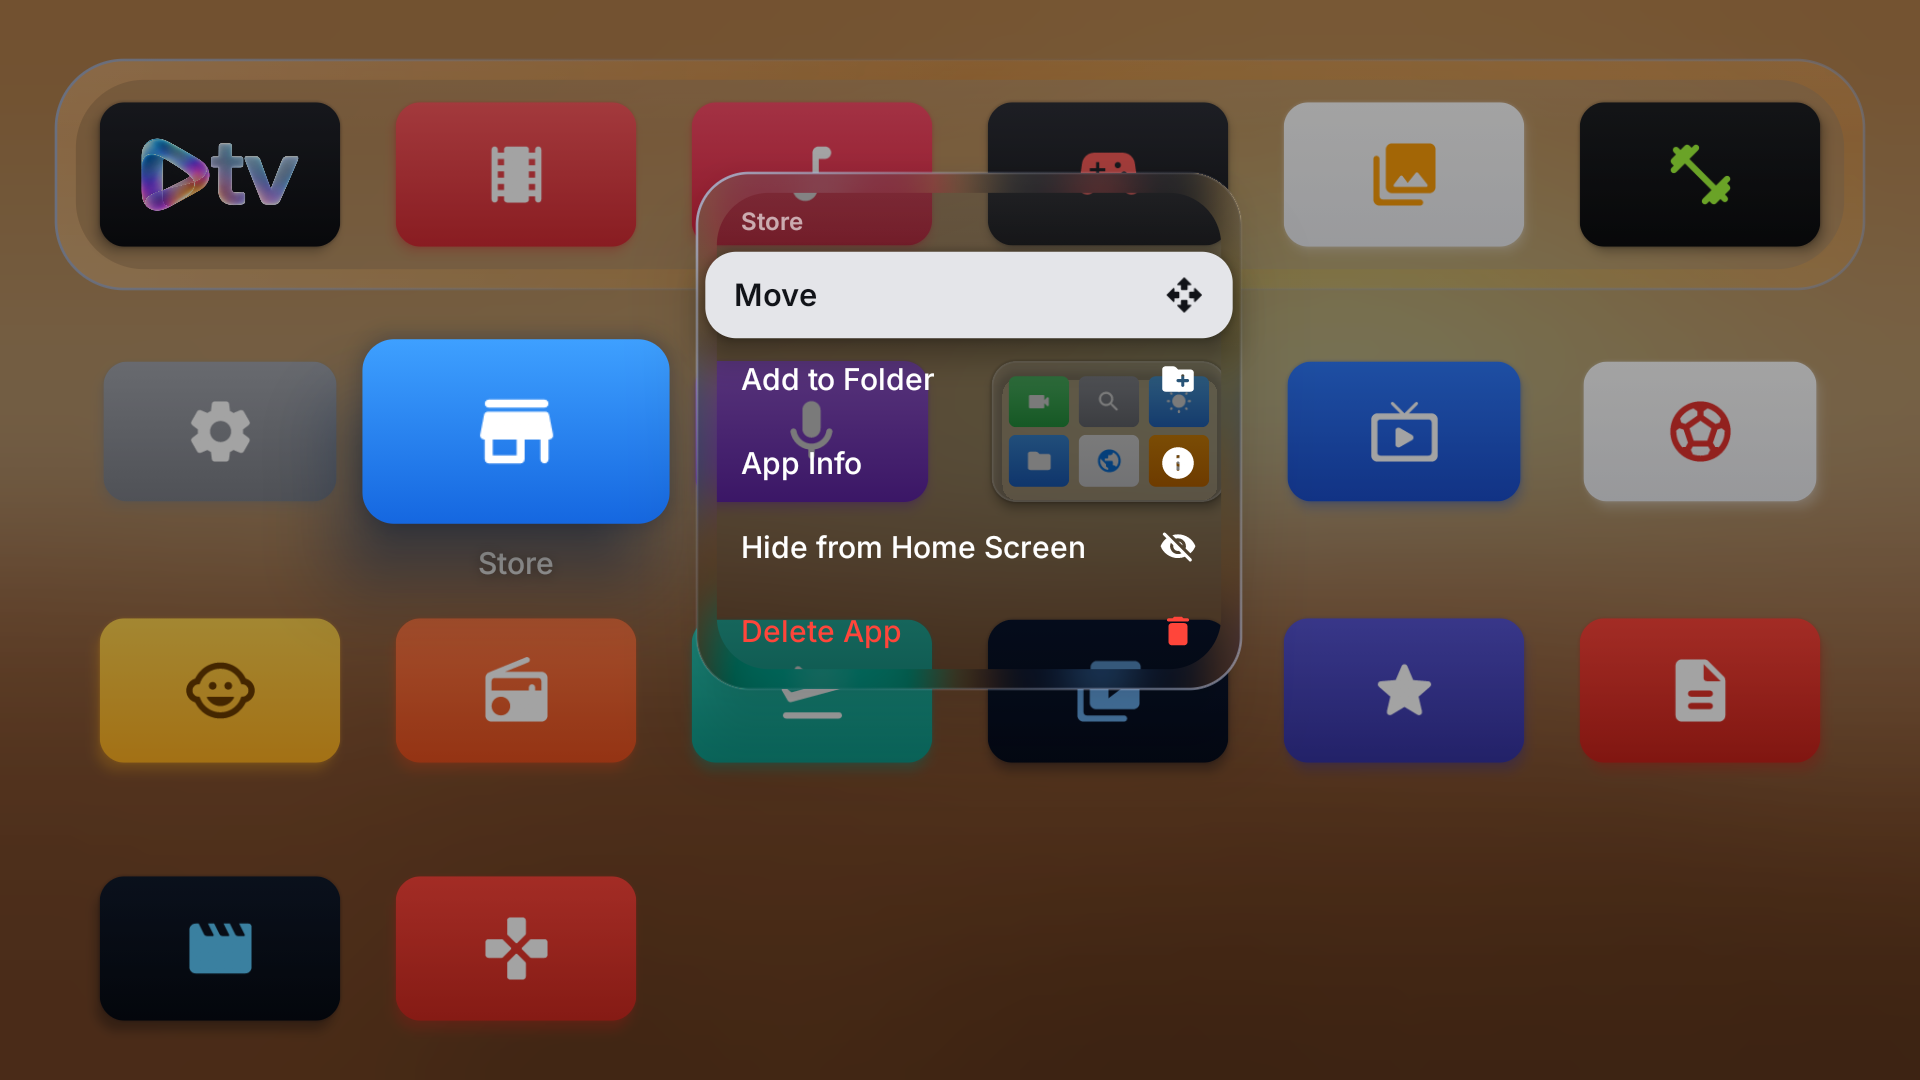 tv
Store
Move
Add to Folder
App Info
Store
Hide from Home Screen
Delete App